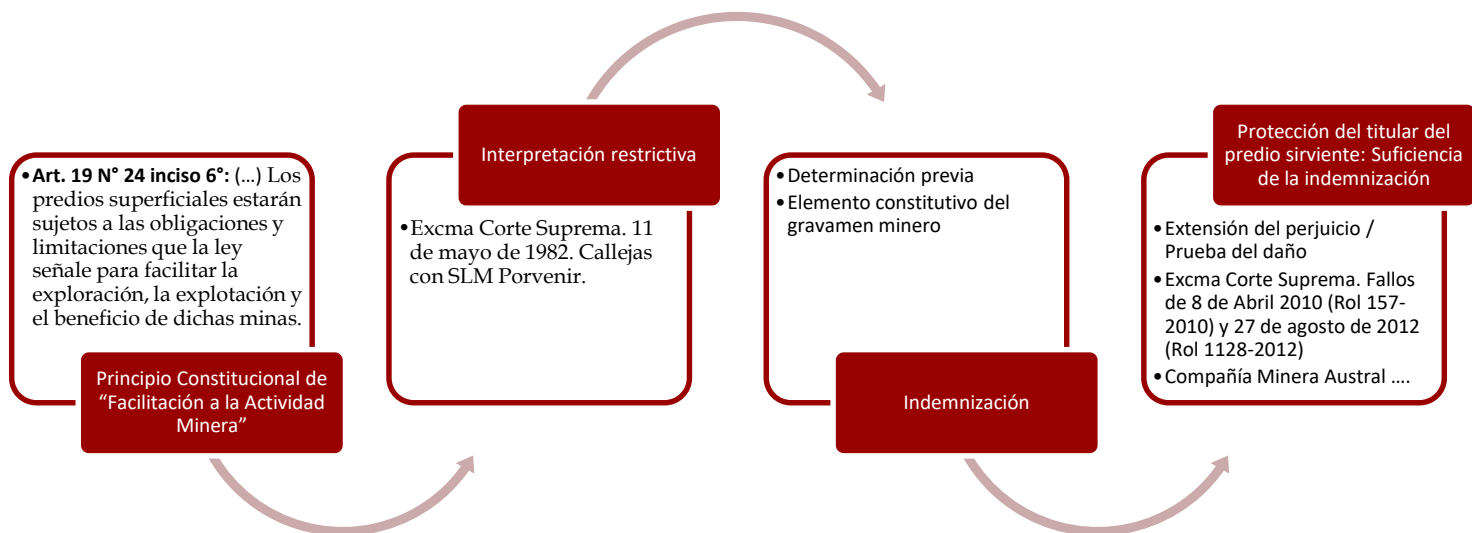 •Art. 19 N° 24 inciso 6°: (…) Los
predios superficiales estarán
sujetos a las obligaciones y
limitaciones que la ley
señale para facilitar la
exploración, la explotación y
el beneficio de dichas minas.
Principio Constitucional de
“Facilitación a la Actividad
Minera”
Interpretación restrictiva
•Excma Corte Suprema. 11
de mayo de 1982. Callejas
con SLM Porvenir.
•Determinación previa
•Elemento constitutivo del
gravamen minero
Indemnización
Protección del titular del
predio sirviente: Suficiencia
de la indemnización
•Extensión del perjuicio /
Prueba del daño
•Excma Corte Suprema. Fallos
de 8 de Abril 2010 (Rol 157-
2010) y 27 de agosto de 2012
(Rol 1128-2012)
•Compañía Minera Austral ….